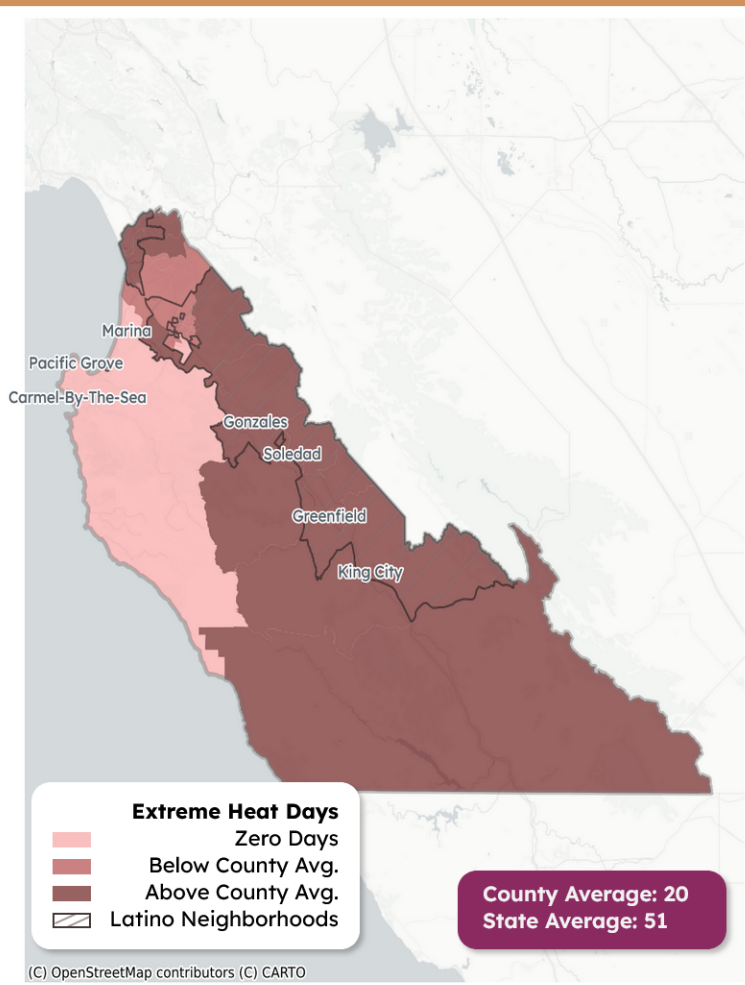 Marina
Pacific Grove
Carmel-By-The-Sea
Gonzales
Soledad
Greenfield
King City
Extreme Heat Days
Zero Days
Below County Avg.
Above County Avg.
Latino Neighborhoods
County Average: 20
State Average: 51
(C) OpenStreetMap contributors (C) CARTO